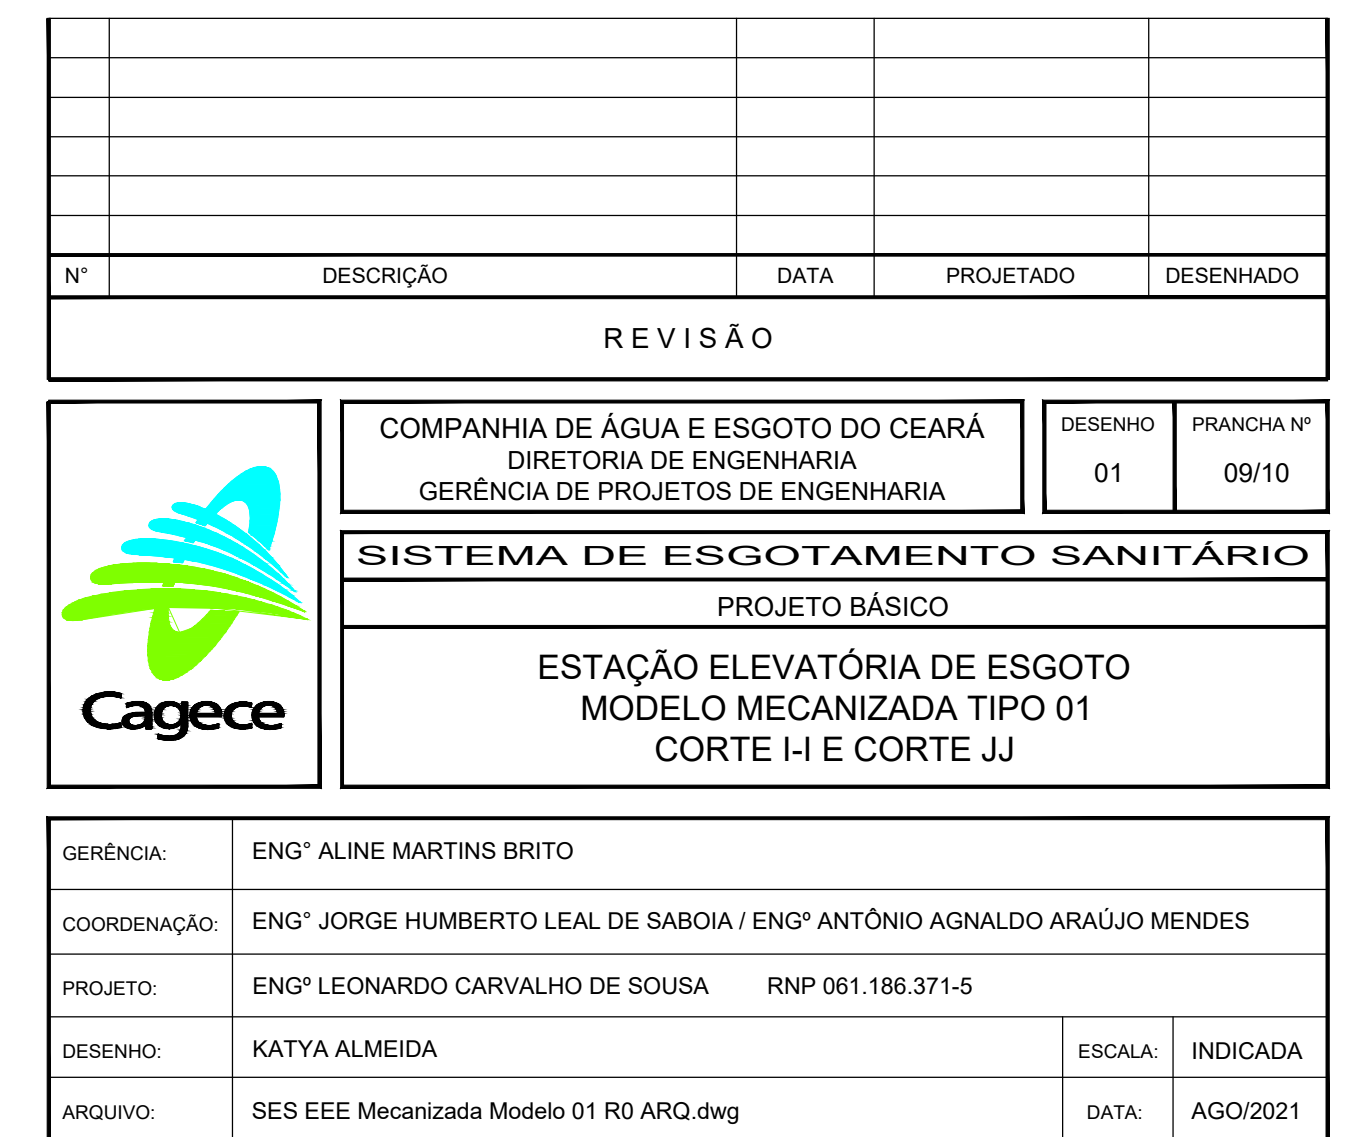 N° DESCRIÇÃO DATA PROJETADO DESENHADO
REVISÃO
COMPANHIA DE ÁGUA E ESGOTO DO CEARÁ
DIRETORIA DE ENGENHARIA
GERÊNCIA DE PROJETOS DE ENGENHARIA
DESENHO
01
PRANCHA Nº
09/10
Cagece
SISTEMA DE ESGOTAMENTO SANITÁRIO
PROJETO BÁSICO
ESTAÇÃO ELEVATÓRIA DE ESGOTO
MODELO MECANIZADA TIPO 01
CORTE I-I E CORTE JJ
GERÊNCIA: ENG° ALINE MARTINS BRITO
COORDENAÇÃO: ENG° JORGE HUMBERTO LEAL DE SABOIA / ENGº ANTÔNIO AGNALDO ARAÚJO MENDES
PROJETO: ENGº LEONARDO CARVALHO DE SOUSA RNP 061.186.371-5
DESENHO: KATYA ALMEIDA ESCALA: INDICADA
ARQUIVO: SES EEE Mecanizada Modelo 01 R0 ARQ.dwg DATA: AGO/2021